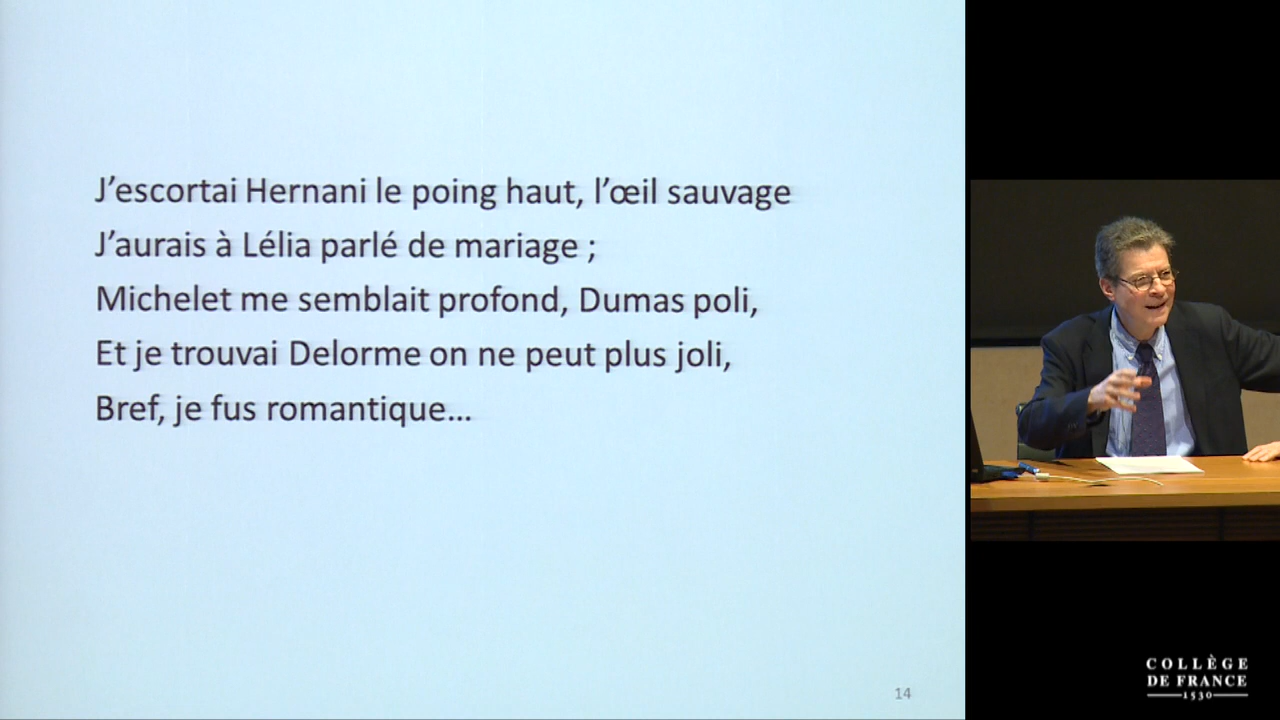 J’escortai Hernani le poing haut, l’œil sauvage
J’aurais à Lélia parlé de mariage ;
Michelet me semblait profond, Dumas poli,
Et je trouvai Delorme on ne peut plus joli,
Bref, je fus romantique...
14
COLLÈGE
DE FRANCE
1530